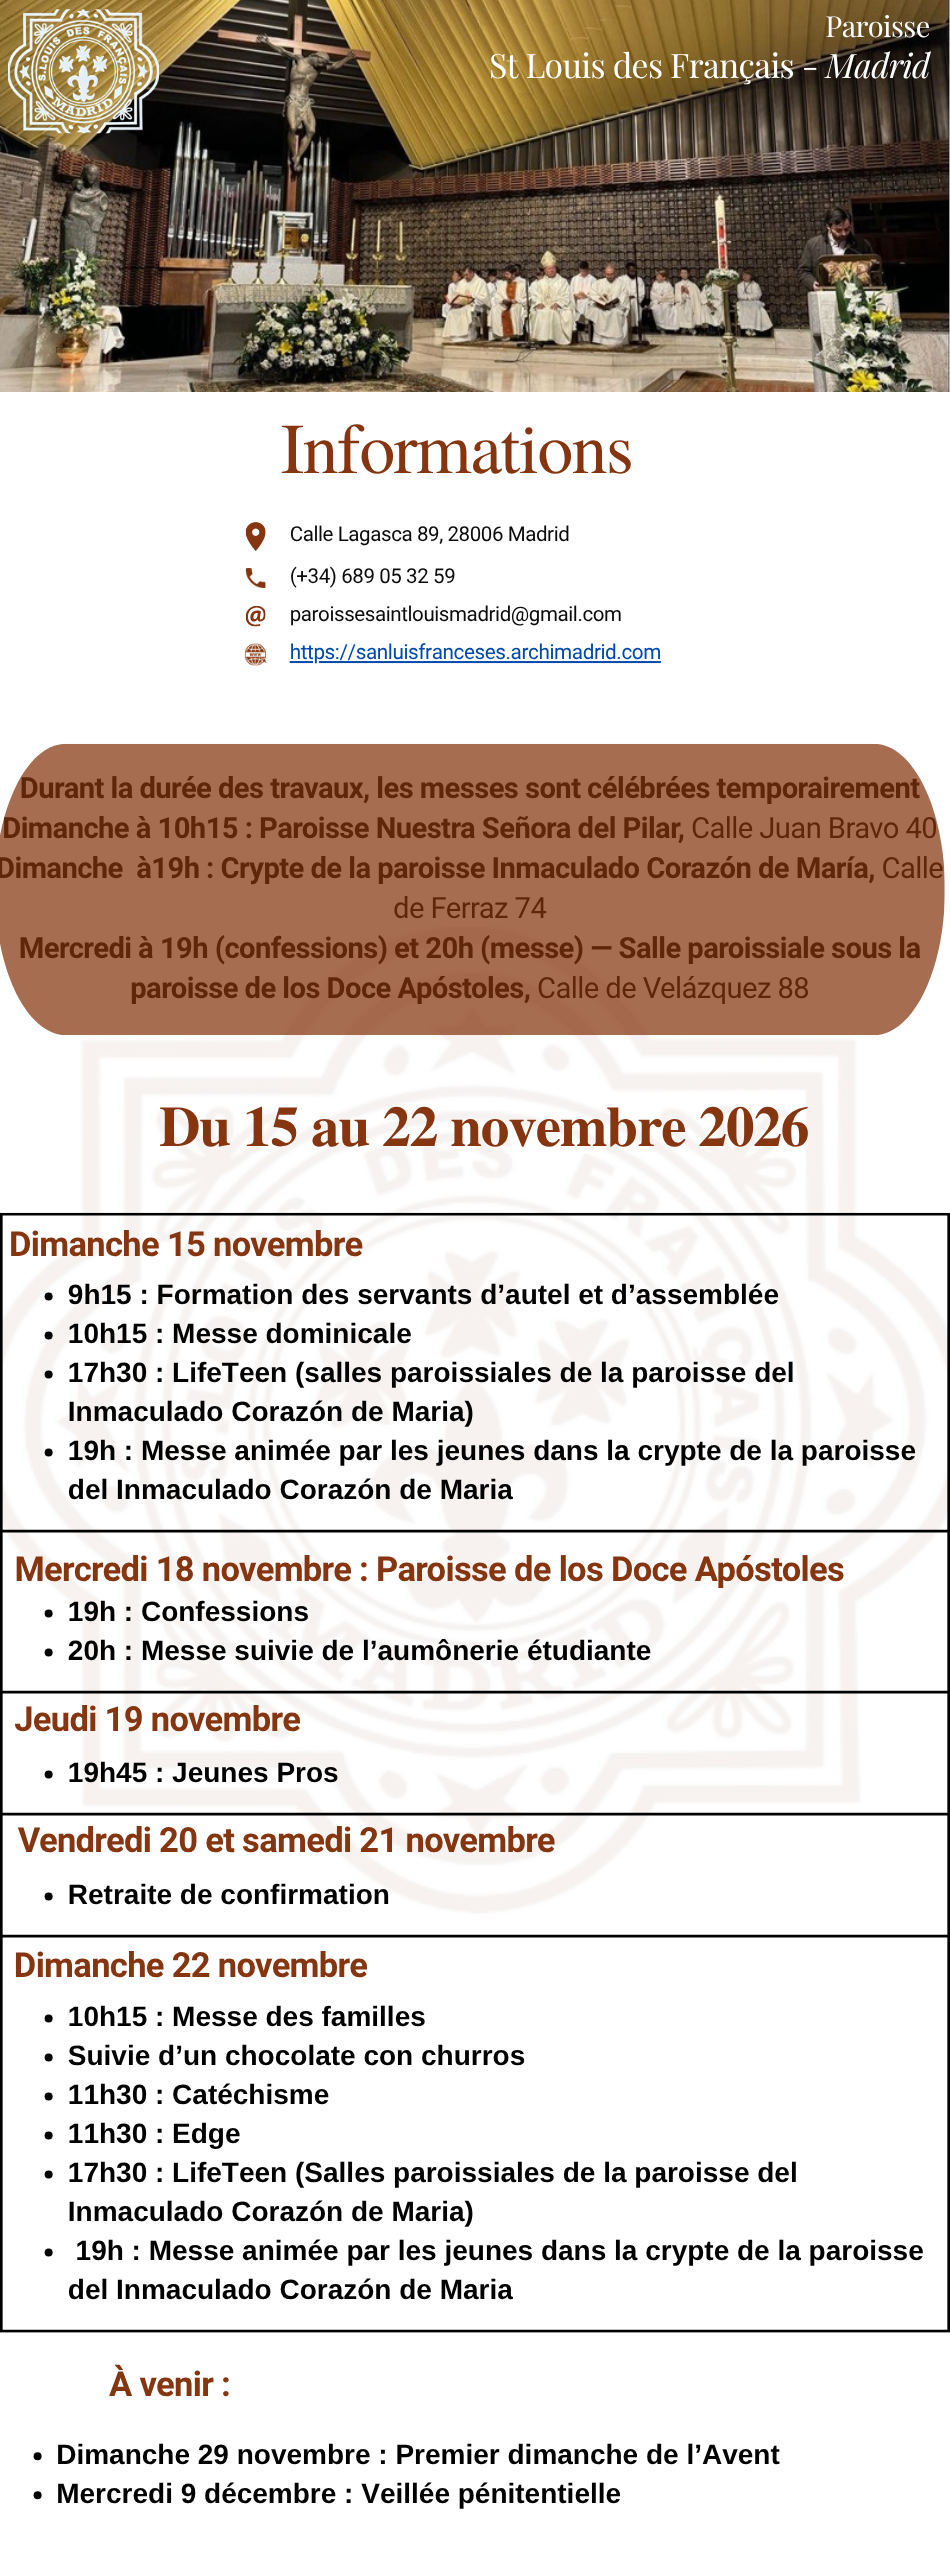 S. LOUIS DES FRANÇAIS
MADRID
Paroisse
St Louis des Français - Madrid
Informations
Calle Lagasca 89, 28006 Madrid
(+34) 689 05 32 59
@ paroissesaintlouismadrid@gmail.com
https://sanluisfranceses.archimadrid.com
Durant la durée des travaux, les messes sont célébrées temporairement
Dimanche à 10h15 : Paroisse Nuestra Señora del Pilar, Calle Juan Bravo 40
Dimanche  à19h : Crypte de la paroisse Inmaculado Corazón de María, Calle
de Ferraz 74
Mercredi à 19h (confessions) et 20h (messe) — Salle paroissiale sous la
paroisse de los Doce Apóstoles, Calle de Velázquez 88
Du 15 au 22 novembre 2026
Dimanche 15 novembre
• 9h15 : Formation des servants d’autel et d’assemblée
• 10h15 : Messe dominicale
• 17h30 : LifeTeen (salles paroissiales de la paroisse del
Inmaculado Corazón de Maria)
• 19h : Messe animée par les jeunes dans la crypte de la paroisse
del Inmaculado Corazón de Maria
Mercredi 18 novembre : Paroisse de los Doce Apóstoles
• 19h : Confessions
• 20h : Messe suivie de l’aumônerie étudiante
Jeudi 19 novembre
• 19h45 : Jeunes Pros
Vendredi 20 et samedi 21 novembre
• Retraite de confirmation
Dimanche 22 novembre
• 10h15 : Messe des familles
• Suivie d’un chocolate con churros
• 11h30 : Catéchisme
• 11h30 : Edge
• 17h30 : LifeTeen (Salles paroissiales de la paroisse del
Inmaculado Corazón de Maria)
• 19h : Messe animée par les jeunes dans la crypte de la paroisse
del Inmaculado Corazón de Maria
À venir :
• Dimanche 29 novembre : Premier dimanche de l’Avent
• Mercredi 9 décembre : Veillée pénitentielle